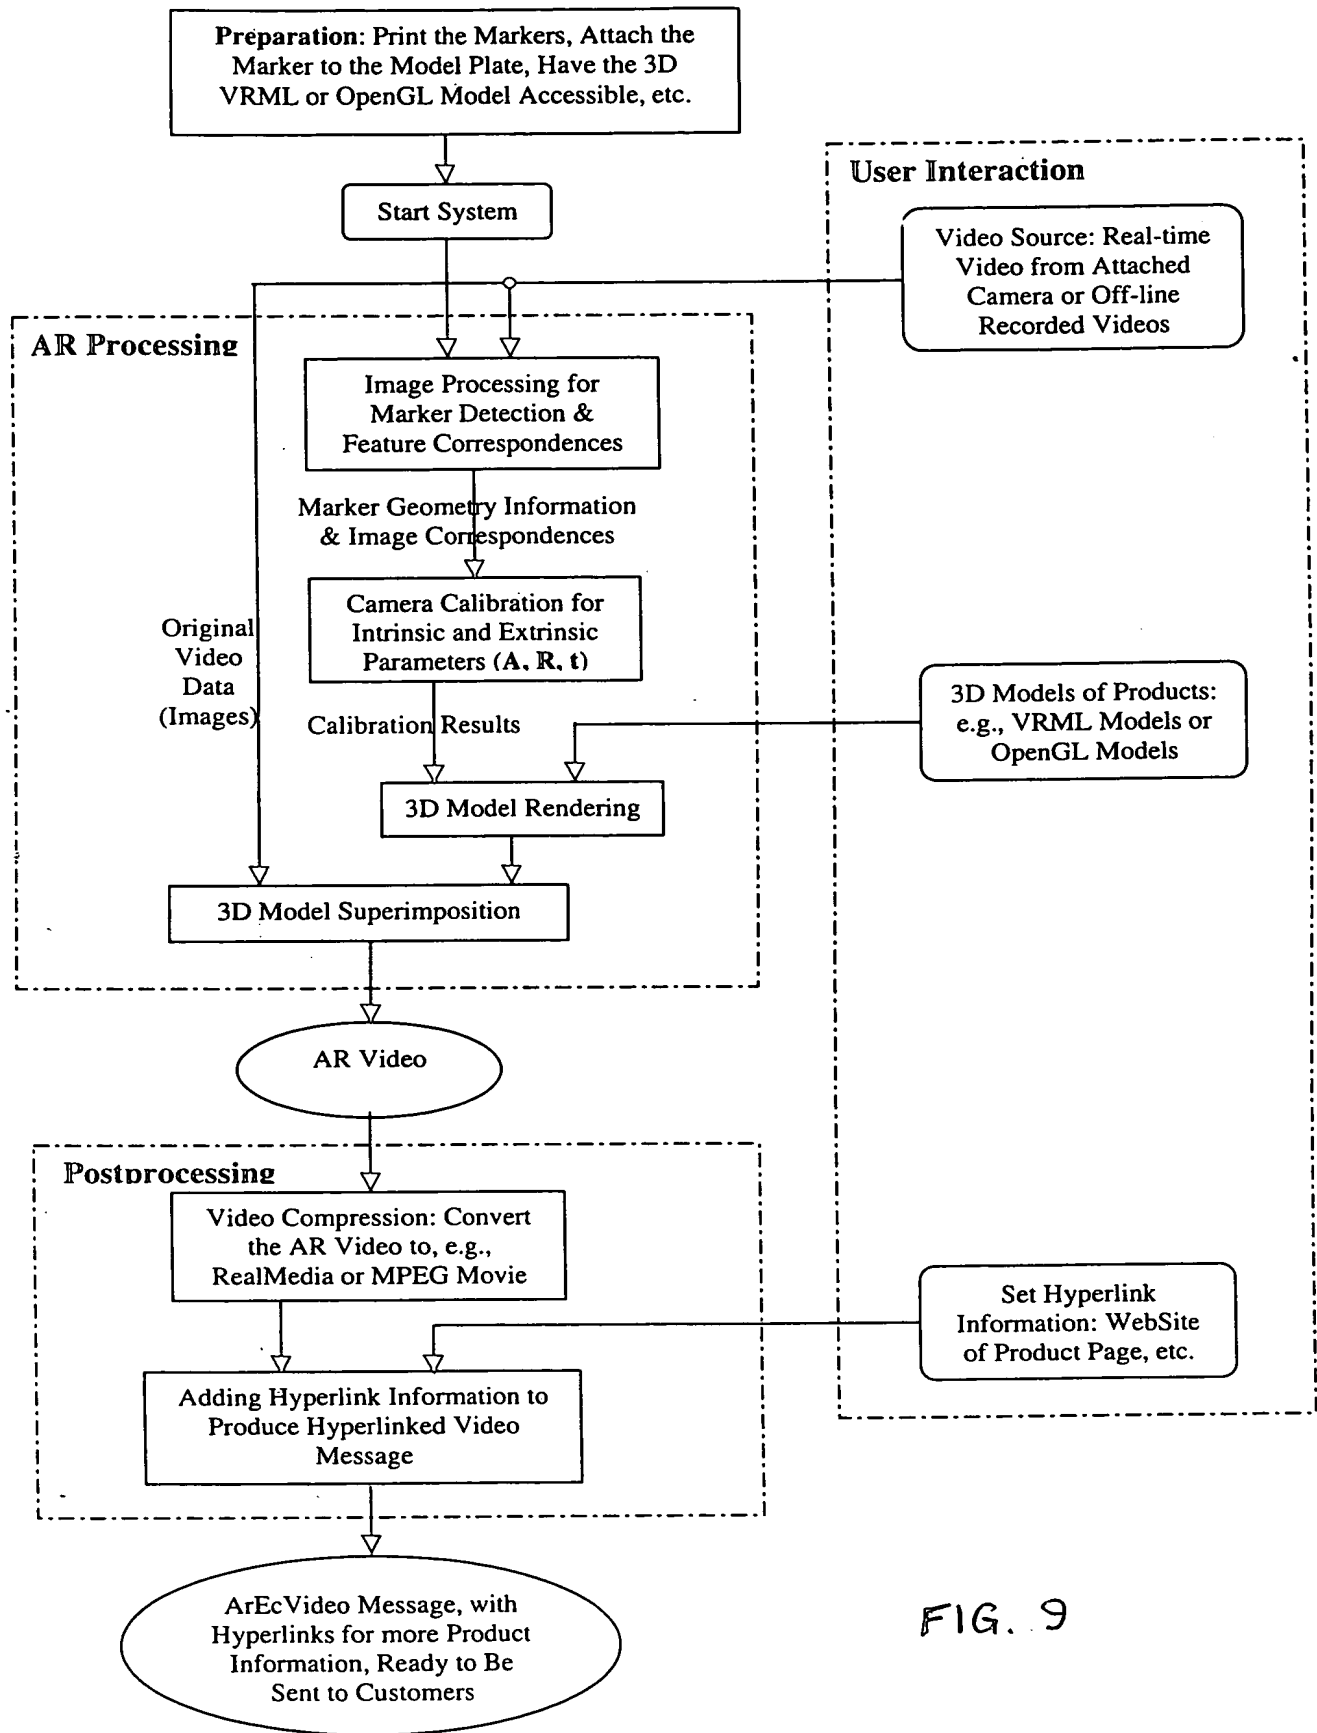 Preparation: Print the Markers, Attach the
Marker to the Model Plate, Have the 3D
VRML or OpenGL Model Accessible, etc.
Start System
User Interaction
Video Source: Real-time
Video from Attached
Camera or Off-line
Recorded Videos
AR Processing
Image Processing for
Marker Detection &
Feature Correspondences
Marker Geometry Information
& Image Correspondences
Camera Calibration for
Intrinsic and Extrinsic
Parameters (A, R, t)
Original
Video
Data
(Images)
Calibration Results
3D Models of Products:
e.g., VRML Models or
OpenGL Models
3D Model Rendering
3D Model Superimposition
AR Video
Postprocessing
Video Compression: Convert
the AR Video to, e.g.,
RealMedia or MPEG Movie
Set Hyperlink
Information: WebSite
of Product Page, etc.
Adding Hyperlink Information to
Produce Hyperlinked Video
Message
ArEcVideo Message, with
Hyperlinks for more Product
Information, Ready to Be
Sent to Customers
FIG. 9